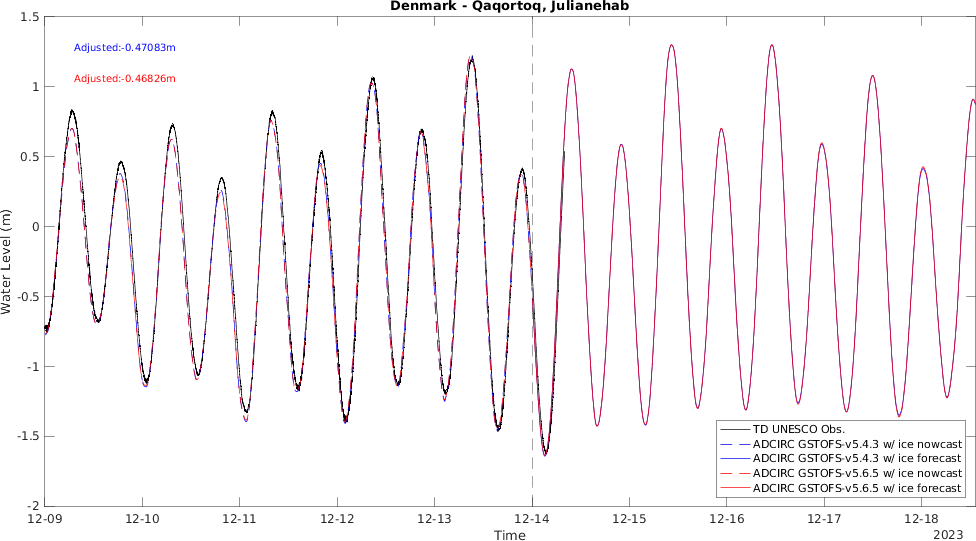 Denmark - Qaqortoq, Julianehab
Adjusted:-0.47083m
Adjusted:-0.46826m
1.5
1
0.5
0
-0.5
-1
-1.5
-2
Water Level (m)
TD UNESCO Obs.
ADCIRC GSTOFS-v5.4.3 w/ ice nowcast
ADCIRC GSTOFS-v5.4.3 w/ ice forecast
ADCIRC GSTOFS-v5.6.5 w/ ice nowcast
ADCIRC GSTOFS-v5.6.5 w/ ice forecast
12-09 12-10 12-11 12-12 12-13 12-14 12-15 12-16 12-17 12-18
Time
2023